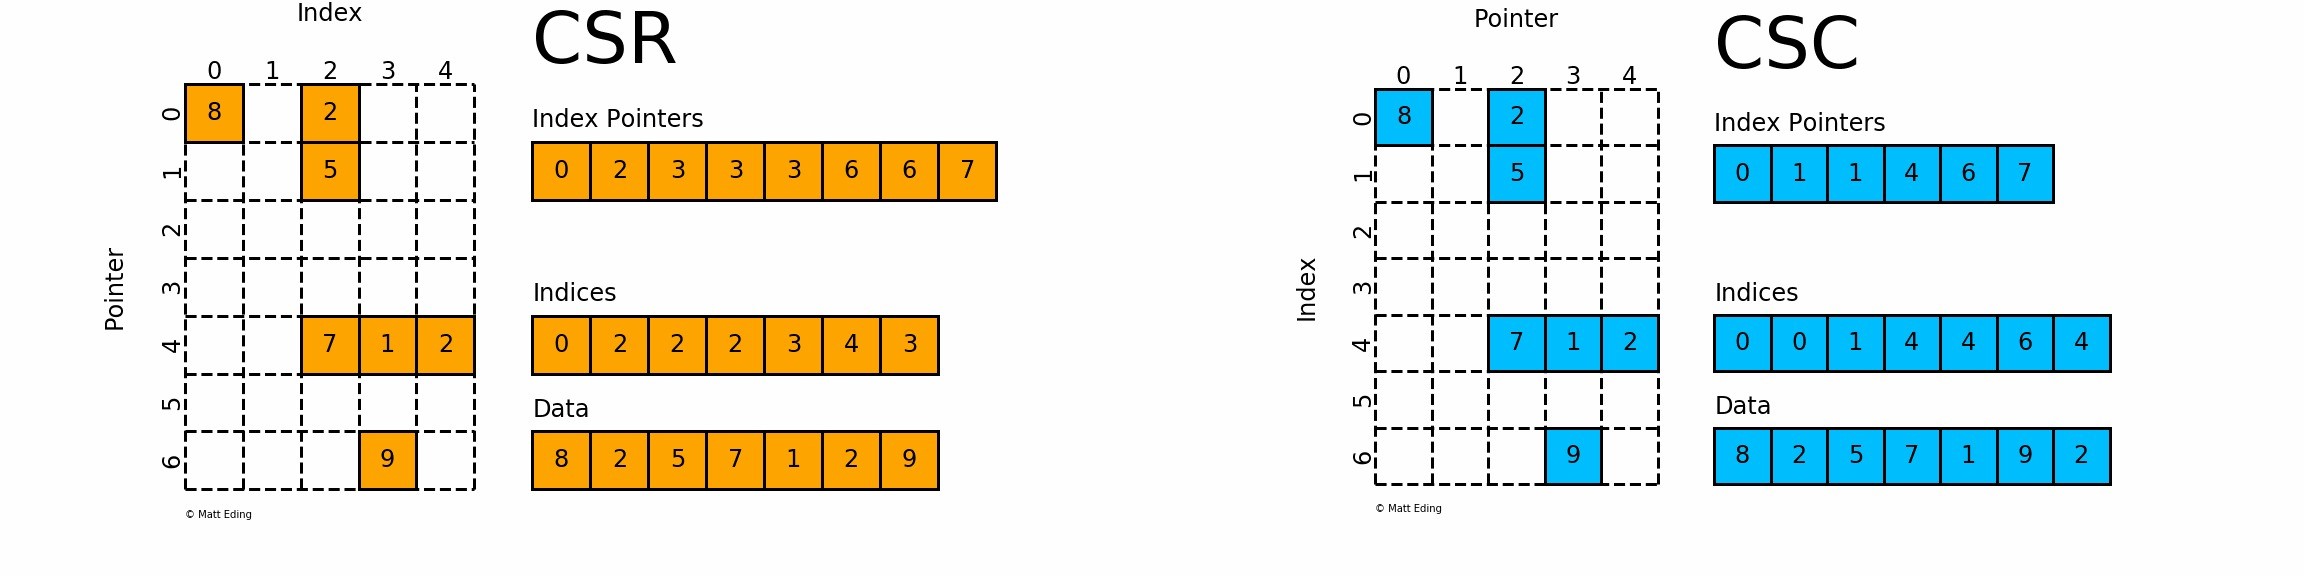 Index
CSR
0 1 2 3 4
0 8 2
1 5
2
3
4 7 1 2
5
6 9
Pointer
Index Pointers
0 2 3 3 3 6 6 7
Indices
0 2 2 2 3 4 3
Data
8 2 5 7 1 2 9
© Matt Eding
Pointer
CSC
0 1 2 3 4
0 8 2
1 5
2
3
4 7 1 2
5
6 9
Index
Index Pointers
0 1 1 4 6 7
Indices
0 0 1 4 4 6 4
Data
8 2 5 7 1 9 2
© Matt Eding